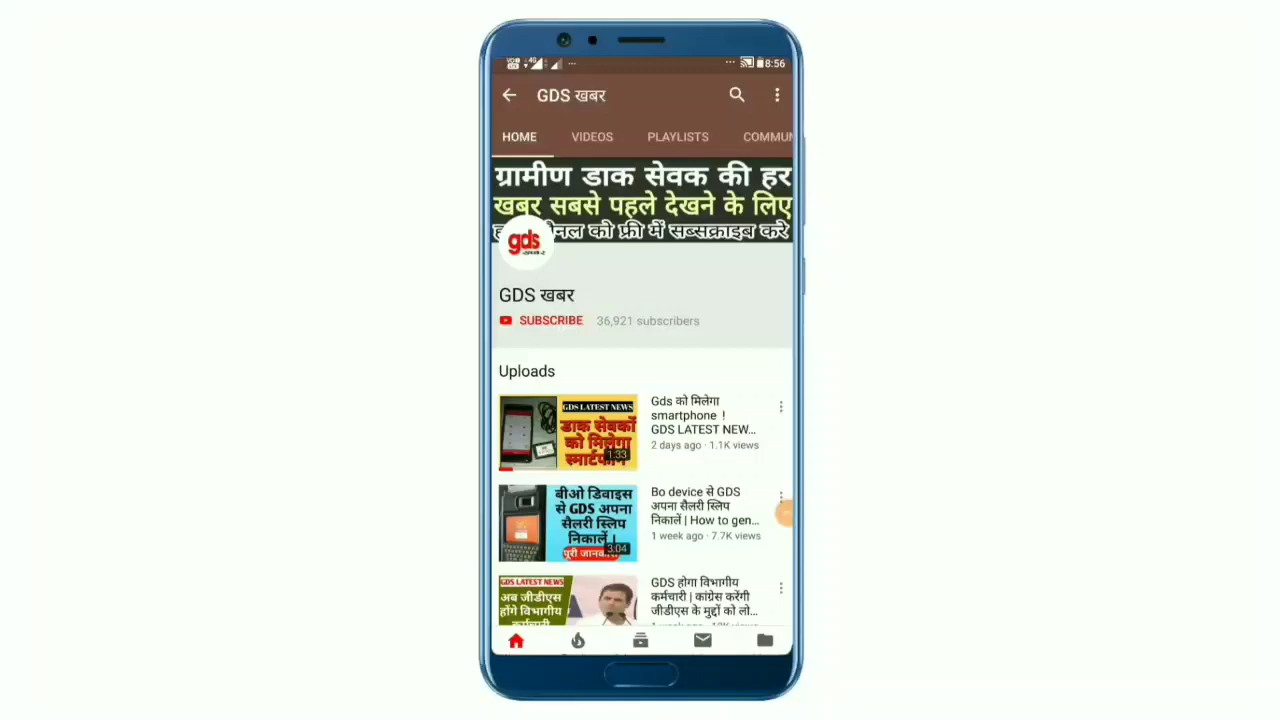 8:56
GDS खबर
HOME VIDEOS PLAYLISTS COMMUN
ग्रामीण डाक सेवक की हर
खबर सबसे पहले देखने के लिए
को फ्री में सब्सक्राइब करे
gds
GDS खबर
SUBSCRIBE 36,921 subscribers
Uploads
GDS LATEST NEWS
डाक सेवकों
को मिलेगा
स्मार्टफोन
1:33
Gds को मिलेगा
smartphone !
GDS LATEST NEW...
2 days ago · 1.1K views
बीओ डिवाइस
से GDS अपना
सैलरी स्लिप
निकालें |
पूरी
3:04
Bo device से GDS
अपना सैलरी स्लिप
निकालें | How to gen...
1 week ago · 7.7K views
GDS LATEST NEWS
अब जीडीएस
होंगे विभागीय
GDS होगा विभागीय
कर्मचारी | कांग्रेस करेंगी
जीडीएस के मुद्दों को लो...